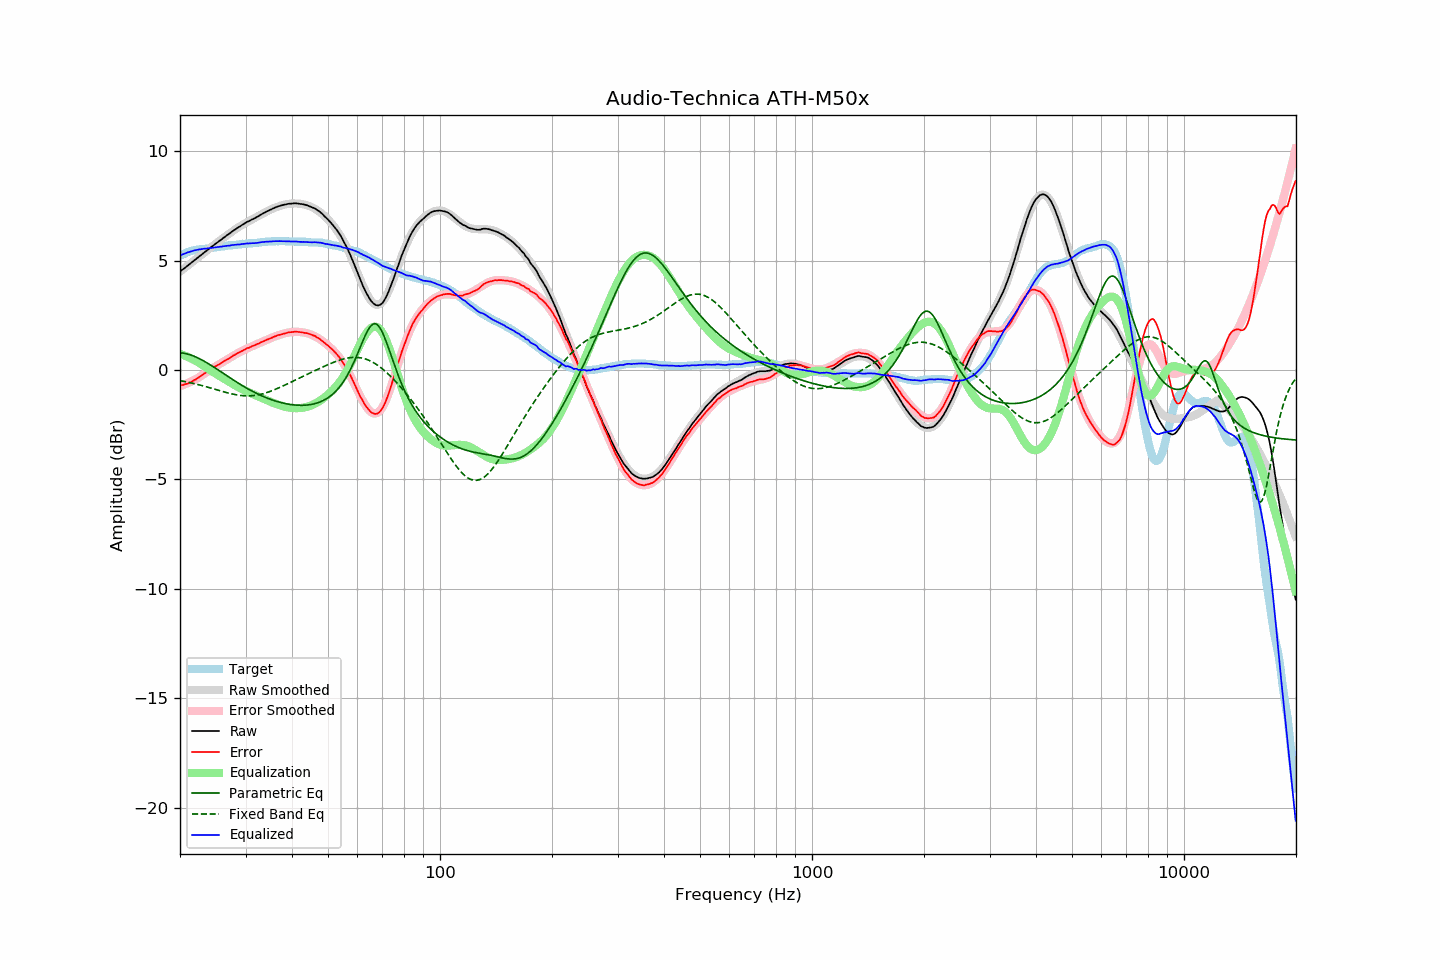 Audio-Technica ATH-M50x
10
5
0
−5
−10
−15
−20
Amplitude (dBr)
Target
Raw Smoothed
Error Smoothed
Raw
Error
Equalization
Parametric Eq
Fixed Band Eq
Equalized
100 1000 10000
Frequency (Hz)